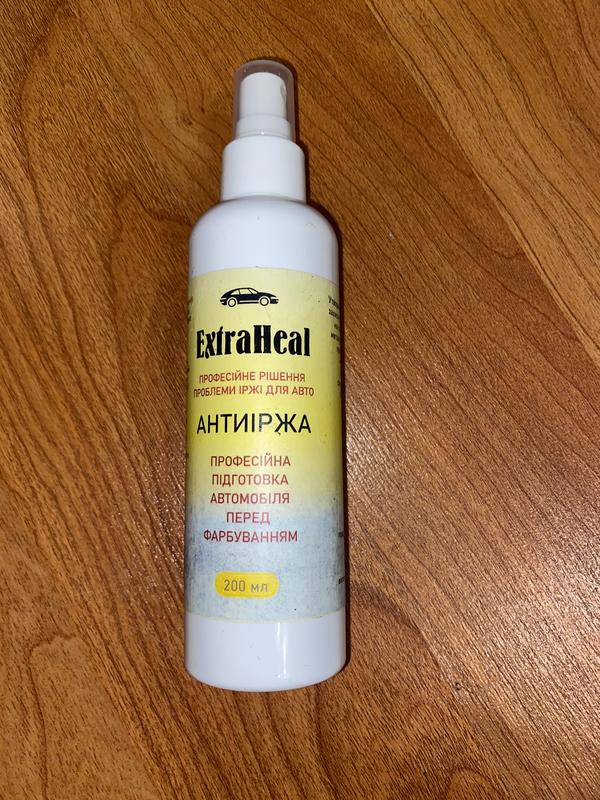 ExtraHeal
ПРОФЕСІЙНЕ РІШЕННЯ
ПРОБЛЕМИ ІРЖІ ДЛЯ АВТО
АНТИІРЖА
ПРОФЕСІЙНА
ПІДГОТОВКА
АВТОМОБІЛЯ
ПЕРЕД
ФАРБУВАННЯМ
200 мл